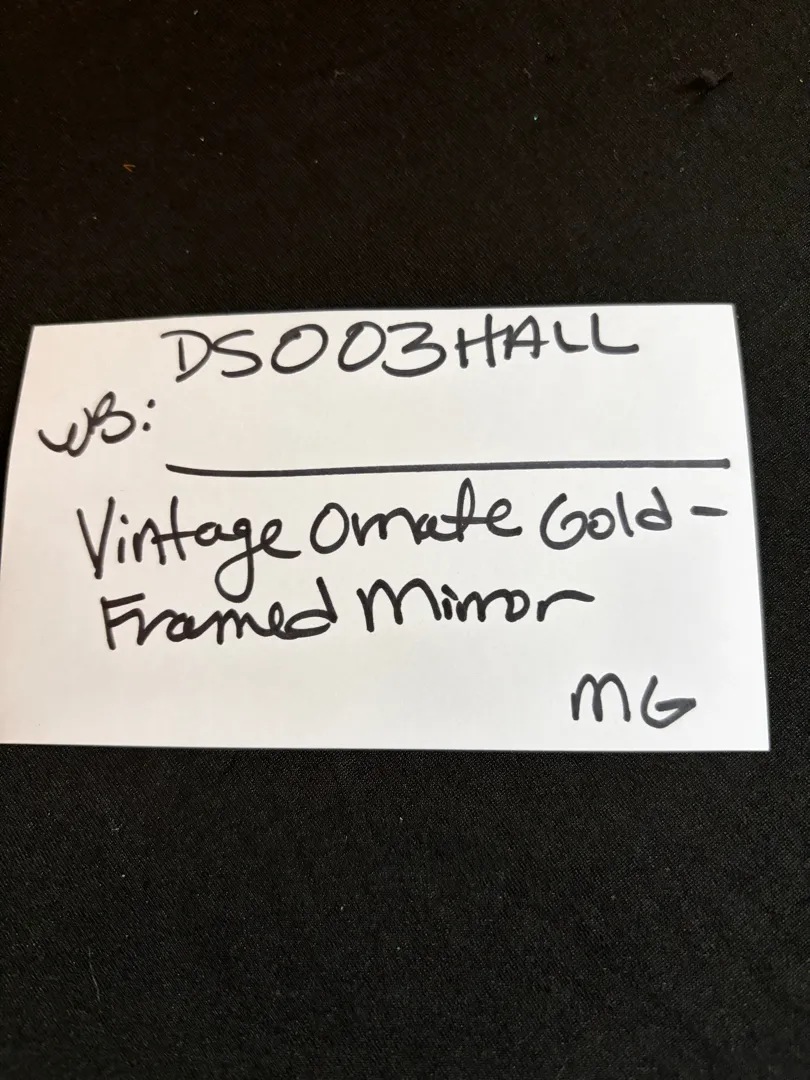 DS003HALL
WB:
Vintage Ornate Gold-
Framed Mirror
MG